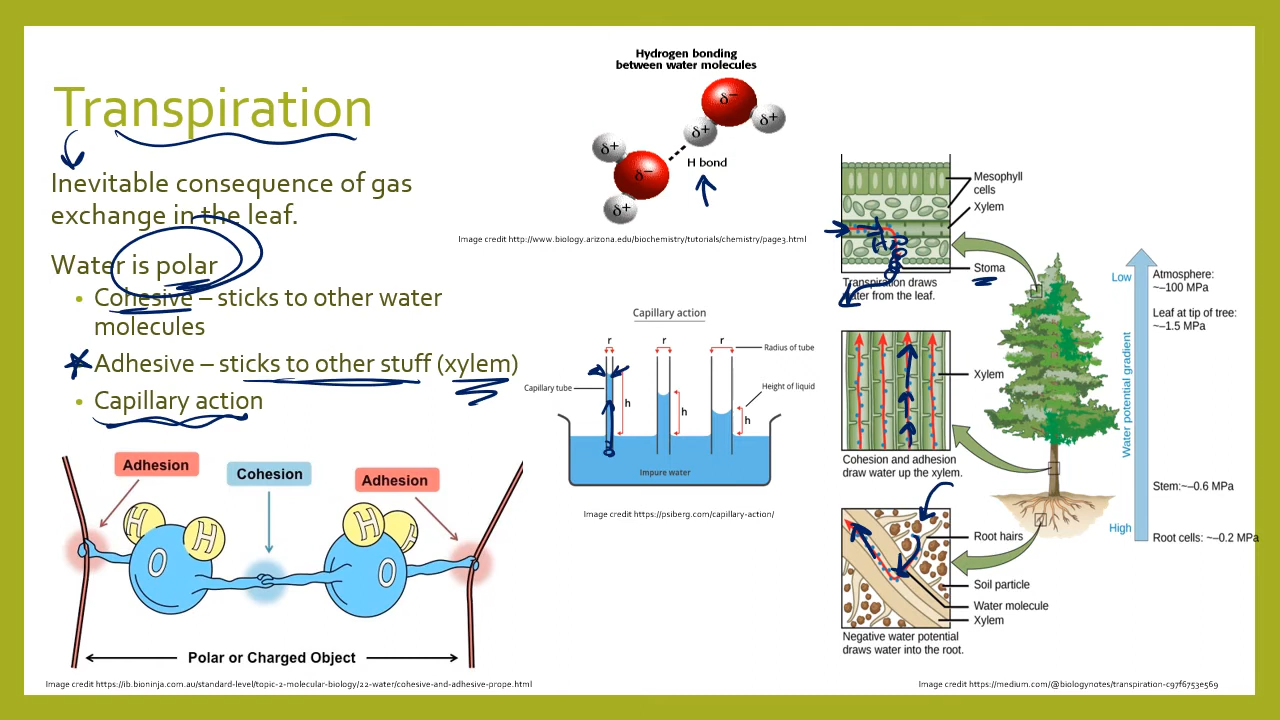 Transpiration
Inevitable consequence of gas
exchange in the leaf.
Water is polar
• Cohesive – sticks to other water
molecules
Adhesive – sticks to other stuff (xylem)
• Capillary action
Adhesion
Cohesion
Adhesion
H
H
O
H
H
O
Polar or Charged Object
Image credit https://ib.bioninja.com.au/standard-level/topic-2-molecular-biology/22-water/cohesive-and-adhesive-prope.html
Hydrogen bonding
between water molecules
δ–
δ+
δ+
δ+
δ–
H bond
δ+
Image credit http://www.biology.arizona.edu/biochemistry/tutorials/chemistry/page3.html
Capillary action
r
r
r
Radius of tube
Capillary tube
Height of liquid
h
h
h
Impure water
Image credit https://psiberg.com/capillary-action/
Mesophyll
cells
Xylem
Stoma
Transpiration draws
water from the leaf.
Xylem
Cohesion and adhesion
draw water up the xylem.
Root hairs
Soil particle
Water molecule
Xylem
Negative water potential
draws water into the root.
Low
Water potential gradient
High
Atmosphere:
~–100 MPa
Leaf at tip of tree:
~–1.5 MPa
Stem:~–0.6 MPa
Root cells: ~–0.2 MPa
Image credit https://medium.com/@biologynotes/transpiration-c97f6753e569